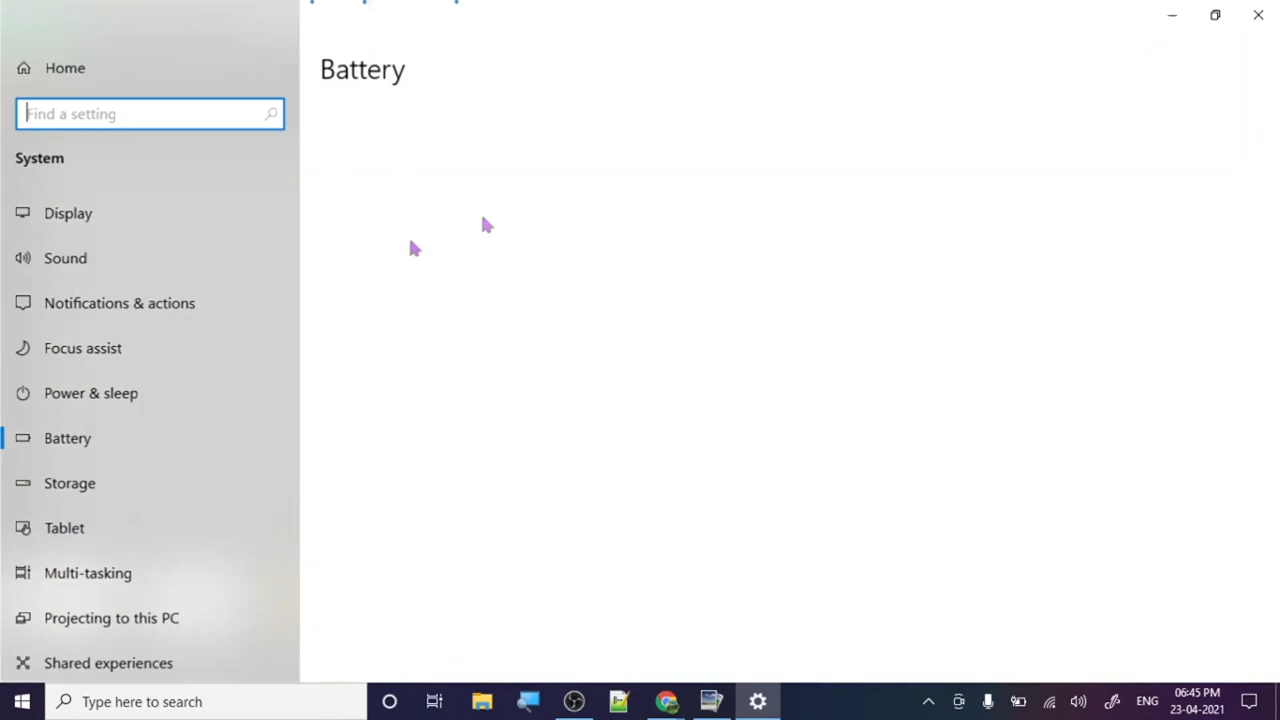 Home
Battery
Find a setting
System
Display
Sound
Notifications & actions
Focus assist
Power & sleep
Battery
Storage
Tablet
Multi-tasking
Projecting to this PC
Shared experiences
Type here to search
ENG
06:45 PM
23-04-2021